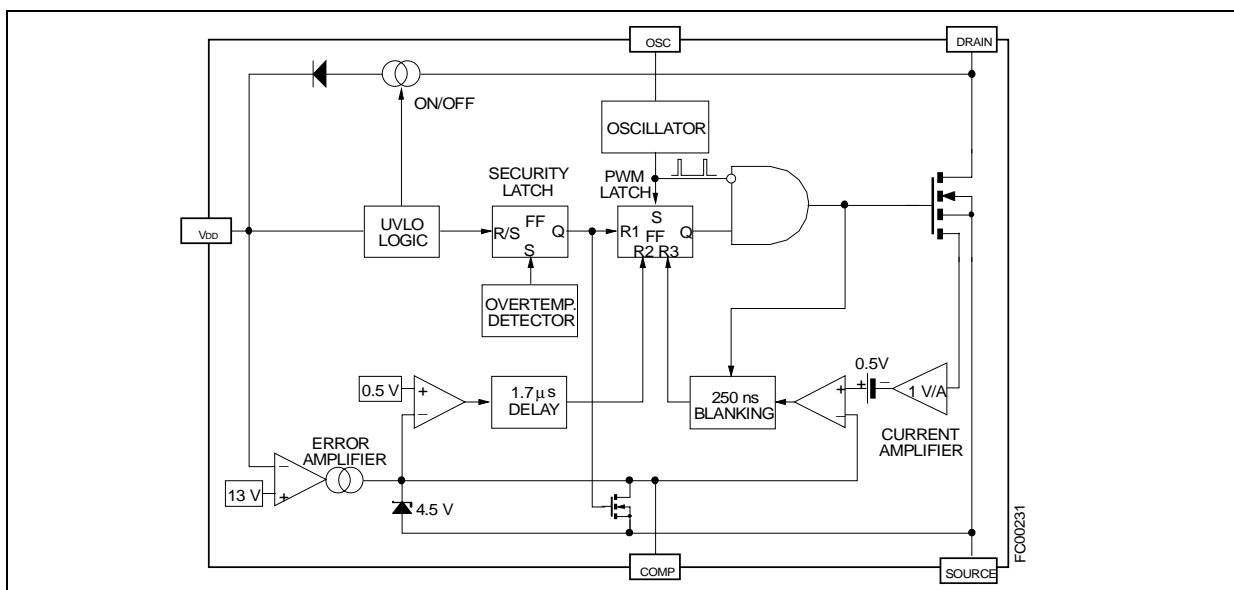 OSC
DRAIN
ON/OFF
OSCILLATOR
SECURITY
LATCH
PWM
LATCH
VDD
UVLO
LOGIC
R/S
FF
Q
S
S
R1
FF
Q
R2
R3
OVERTEMP.
DETECTOR
0.5 V
+
–
1.7 µs
DELAY
250 ns
BLANKING
+
–
0.5V
+
–
1 V/A
CURRENT
AMPLIFIER
ERROR
AMPLIFIER
–
+
13 V
4.5 V
COMP
SOURCE
FC00231